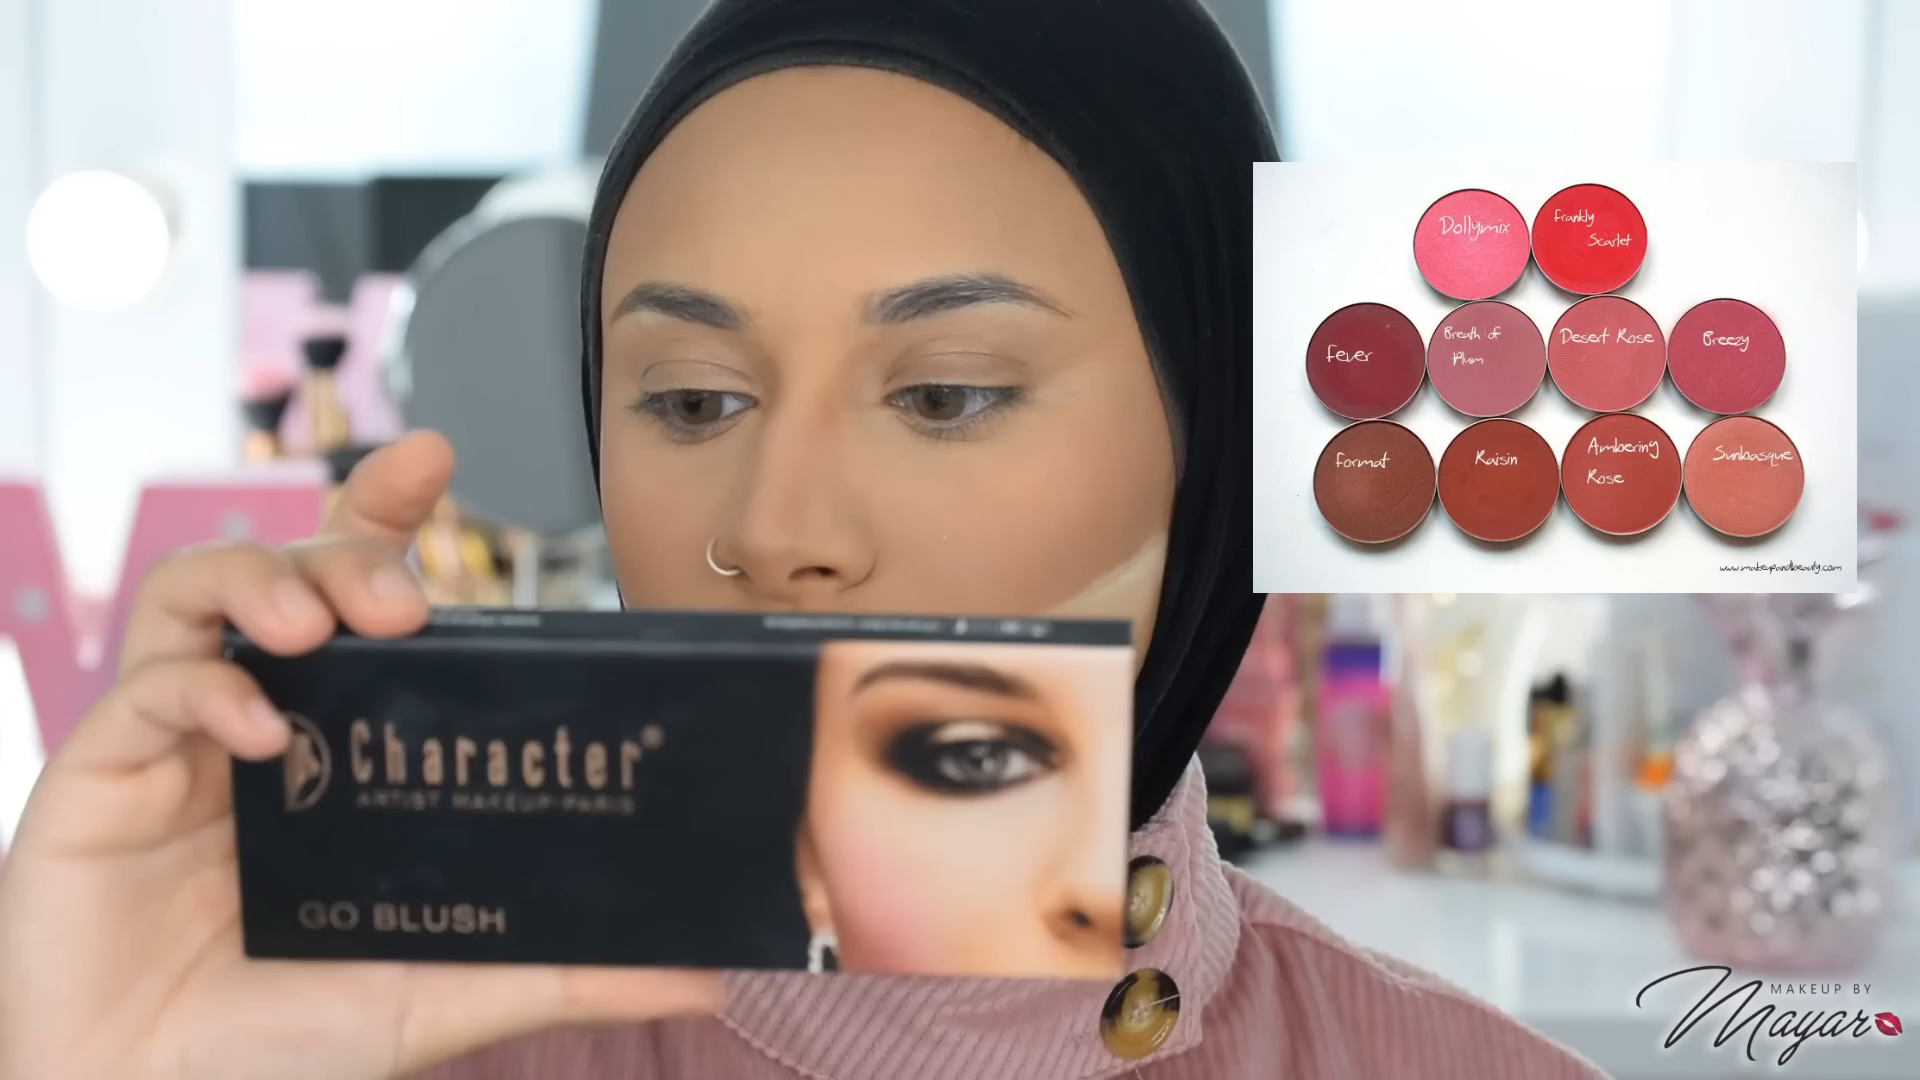 Dollymix
Frankly
Scarlet
Fever
Breath of
Plum
Desert Rose
Breezy
Format
Raisin
Ambering
Rose
Sunbasque
www.makeupandbeauty.com
Character®
ARTIST MAKEUP-PARIS
GO BLUSH
MAKEUP BY
Mayar